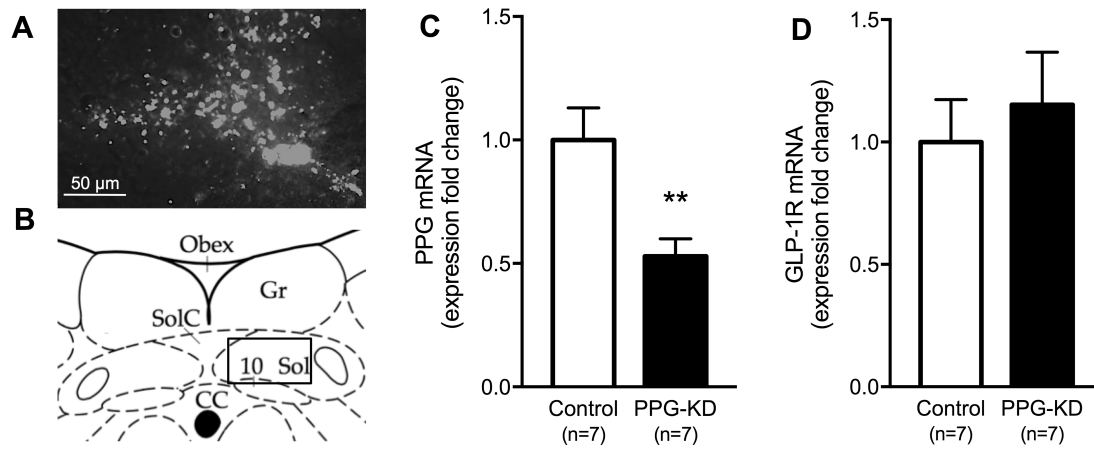 A
50 µm
B
Obex
Gr
SolC
10 Sol
CC
C
PPG mRNA
(expression fold change)
1.5
1.0
0.5
0.0
**
Control PPG-KD
(n=7) (n=7)
D
GLP-1R mRNA
(expression fold change)
1.5
1.0
0.5
0.0
Control PPG-KD
(n=7) (n=7)